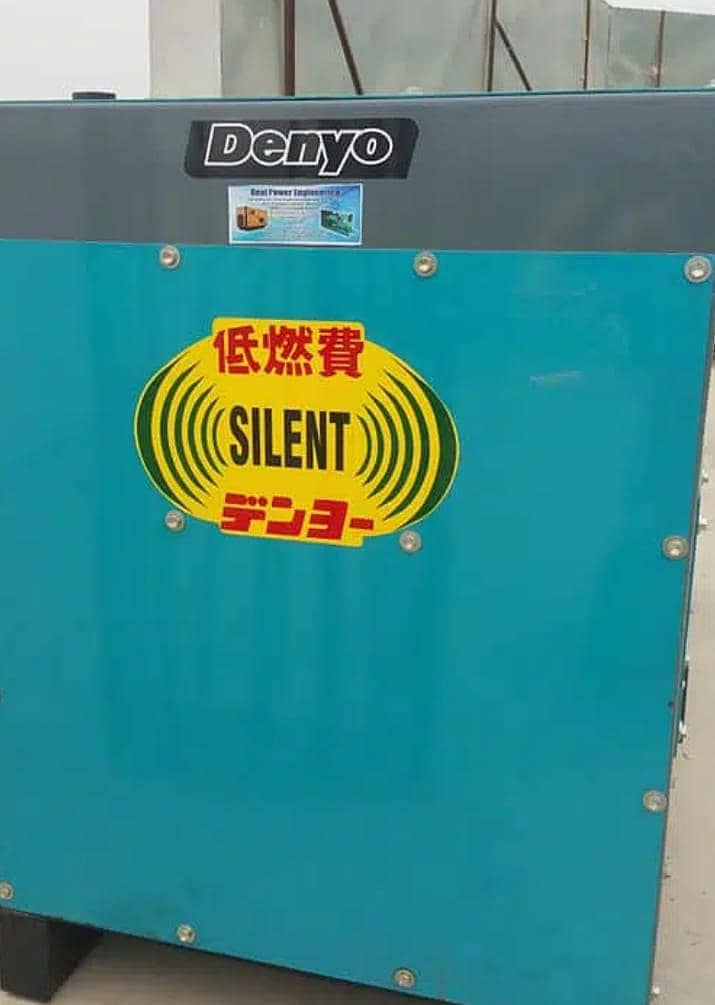 Denyo
Real Power Engineering
低燃費
SILENT
デンヨー